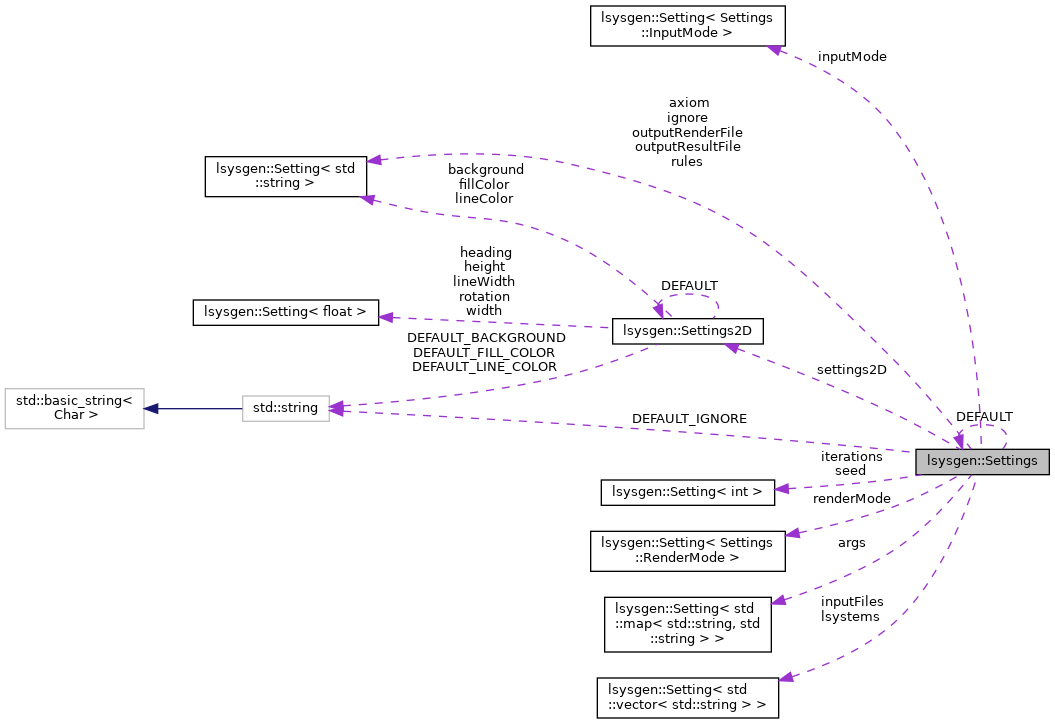 lsysgen::Setting< Settings
::InputMode >
inputMode
axiom
ignore
outputRenderFile
outputResultFile
rules
lsysgen::Setting< std
::string >
background
fillColor
lineColor
heading
height
lineWidth
rotation
width
DEFAULT
lsysgen::Setting< float >
lsysgen::Settings2D
DEFAULT_BACKGROUND
DEFAULT_FILL_COLOR
DEFAULT_LINE_COLOR
settings2D
std::basic_string<
Char >
std::string
DEFAULT_IGNORE
DEFAULT
lsysgen::Settings
iterations
seed
lsysgen::Setting< int >
renderMode
lsysgen::Setting< Settings
::RenderMode >
args
lsysgen::Setting< std
::map< std::string, std
::string > >
inputFiles
lsystems
lsysgen::Setting< std
::vector< std::string > >